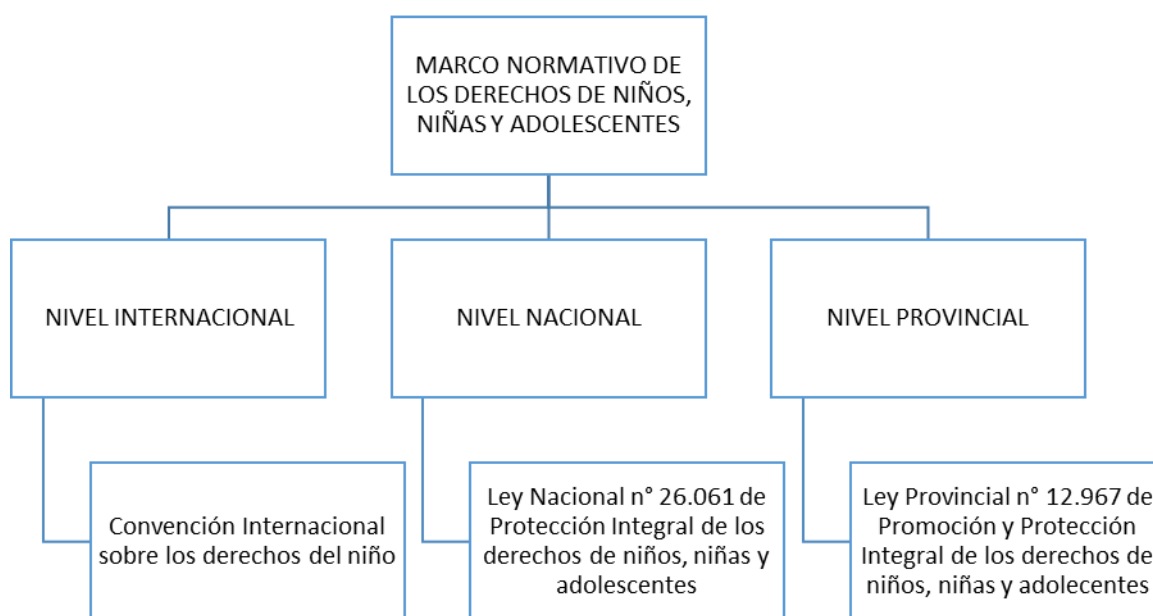 MARCO NORMATIVO DE
LOS DERECHOS DE NIÑOS,
NIÑAS Y ADOLESCENTES
NIVEL INTERNACIONAL
NIVEL NACIONAL
NIVEL PROVINCIAL
Convención Internacional
sobre los derechos del niño
Ley Nacional n° 26.061 de
Protección Integral de los
derechos de niños, niñas y
adolescentes
Ley Provincial n° 12.967 de
Promoción y Protección
Integral de los derechos de
niños, niñas y adolecentes